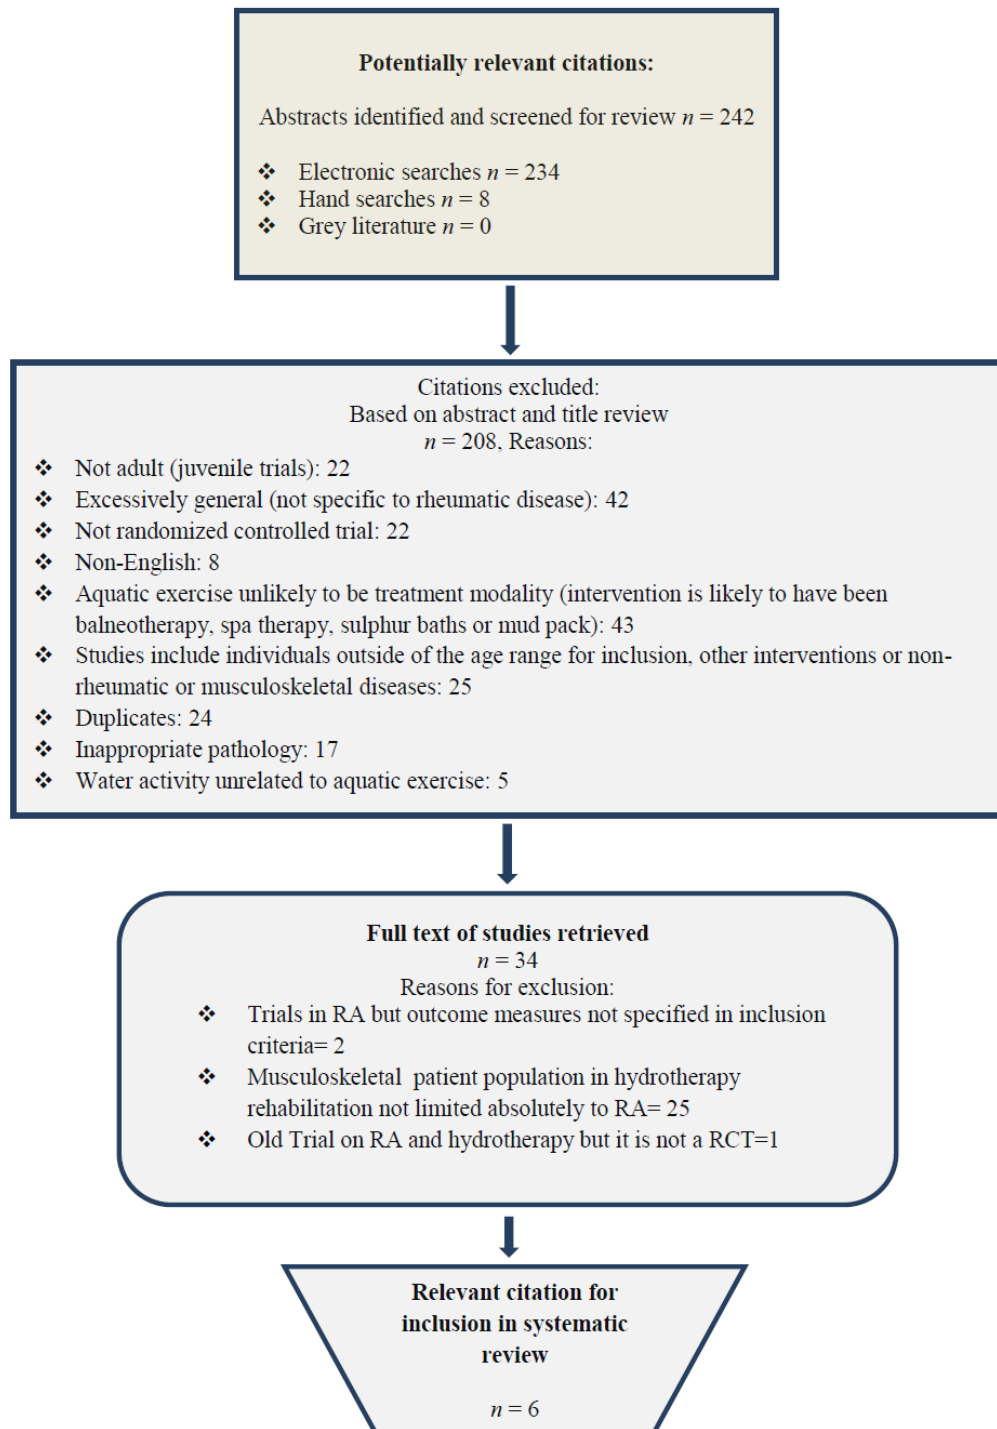 Potentially relevant citations:
Abstracts identified and screened for review n = 242
❖ Electronic searches n = 234
❖ Hand searches n = 8
❖ Grey literature n = 0
Citations excluded:
Based on abstract and title review
n = 208, Reasons:
❖ Not adult (juvenile trials): 22
❖ Excessively general (not specific to rheumatic disease): 42
❖ Not randomized controlled trial: 22
❖ Non-English: 8
❖ Aquatic exercise unlikely to be treatment modality (intervention is likely to have been
balneotherapy, spa therapy, sulphur baths or mud pack): 43
❖ Studies include individuals outside of the age range for inclusion, other interventions or non-
rheumatic or musculoskeletal diseases: 25
❖ Duplicates: 24
❖ Inappropriate pathology: 17
❖ Water activity unrelated to aquatic exercise: 5
Full text of studies retrieved
n = 34
Reasons for exclusion:
❖ Trials in RA but outcome measures not specified in inclusion
criteria= 2
❖ Musculoskeletal patient population in hydrotherapy
rehabilitation not limited absolutely to RA= 25
❖ Old Trial on RA and hydrotherapy but it is not a RCT=1
Relevant citation for
inclusion in systematic
review
n = 6